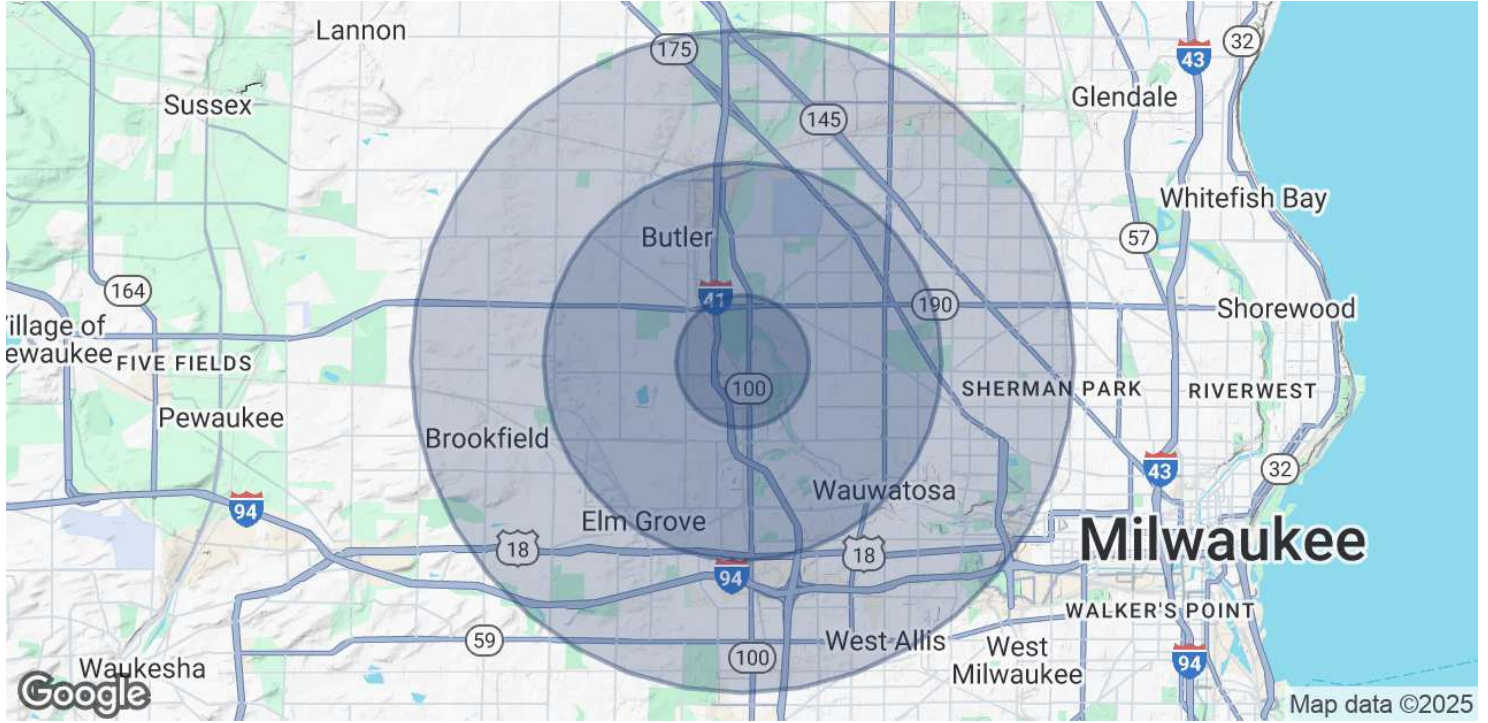 Lannon
175
32
43
Sussex
Glendale
145
Whitefish Bay
Butler
57
164
41
190
Shorewood
Village of
Pewaukee
FIVE FIELDS
100
SHERMAN PARK
RIVERWEST
Pewaukee
Brookfield
43
32
94
Wauwatosa
Elm Grove
18
18
Milwaukee
94
WALKER'S POINT
59
100
West Allis
West
Milwaukee
94
Waukesha
Google
Map data ©2025